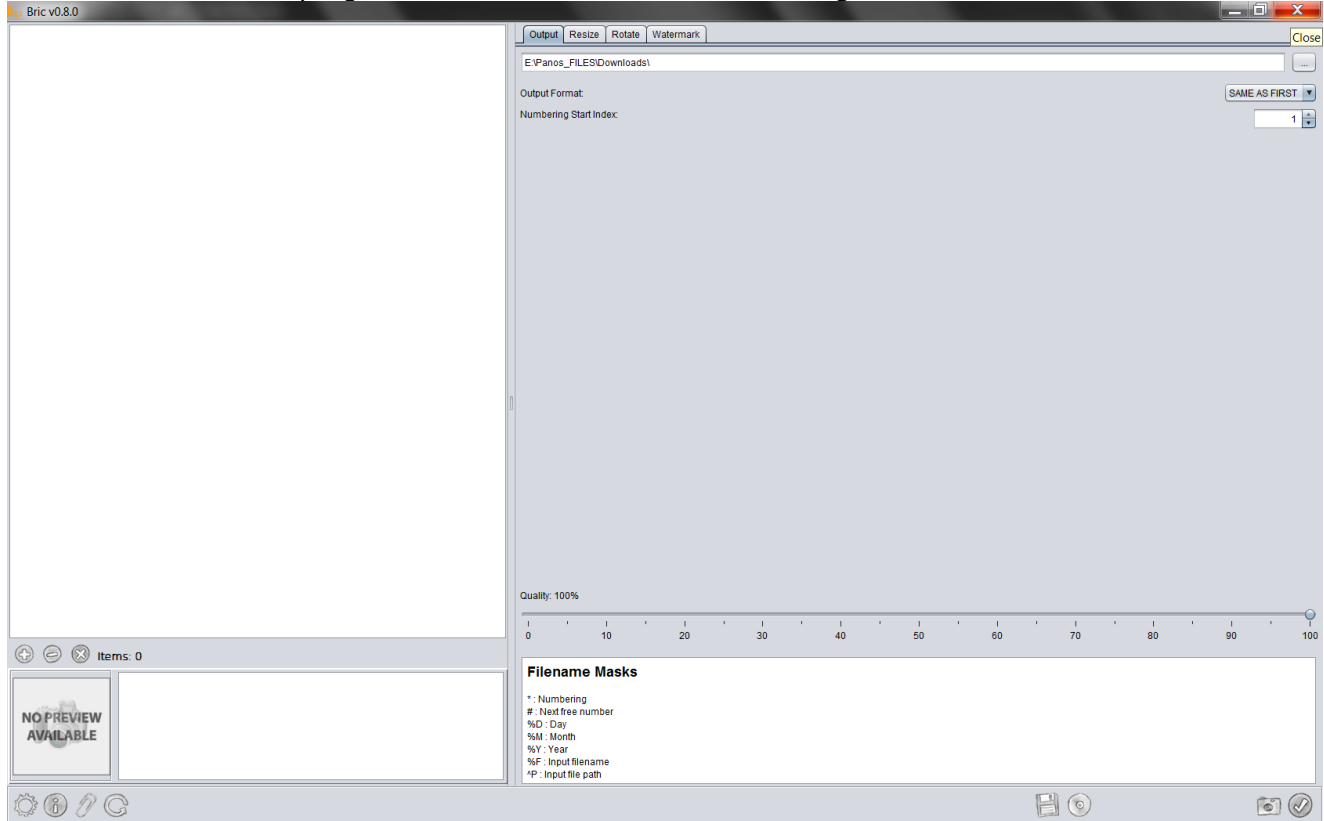 Bric v0.8.0
Close
Output Resize Rotate Watermark
E:\Panos_FILES\Downloads\ ...
Output Format: SAME AS FIRST
Numbering Start Index: 1
Quality: 100%
0 10 20 30 40 50 60 70 80 90 100
Items: 0
NO PREVIEW
AVAILABLE
Filename Masks
* : Numbering
# : Next free number
%D : Day
%M : Month
%Y : Year
%F : Input filename
^P : Input file path